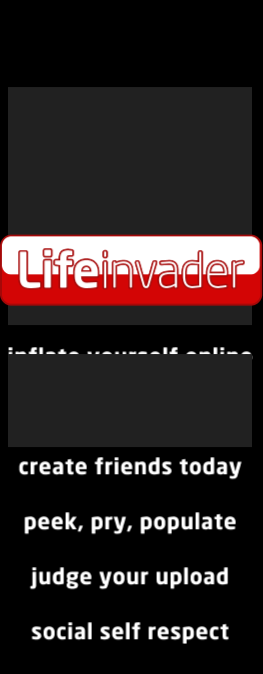 Lifeinvader
inflate yourself online
create friends today
peek, pry, populate
judge your upload
social self respect